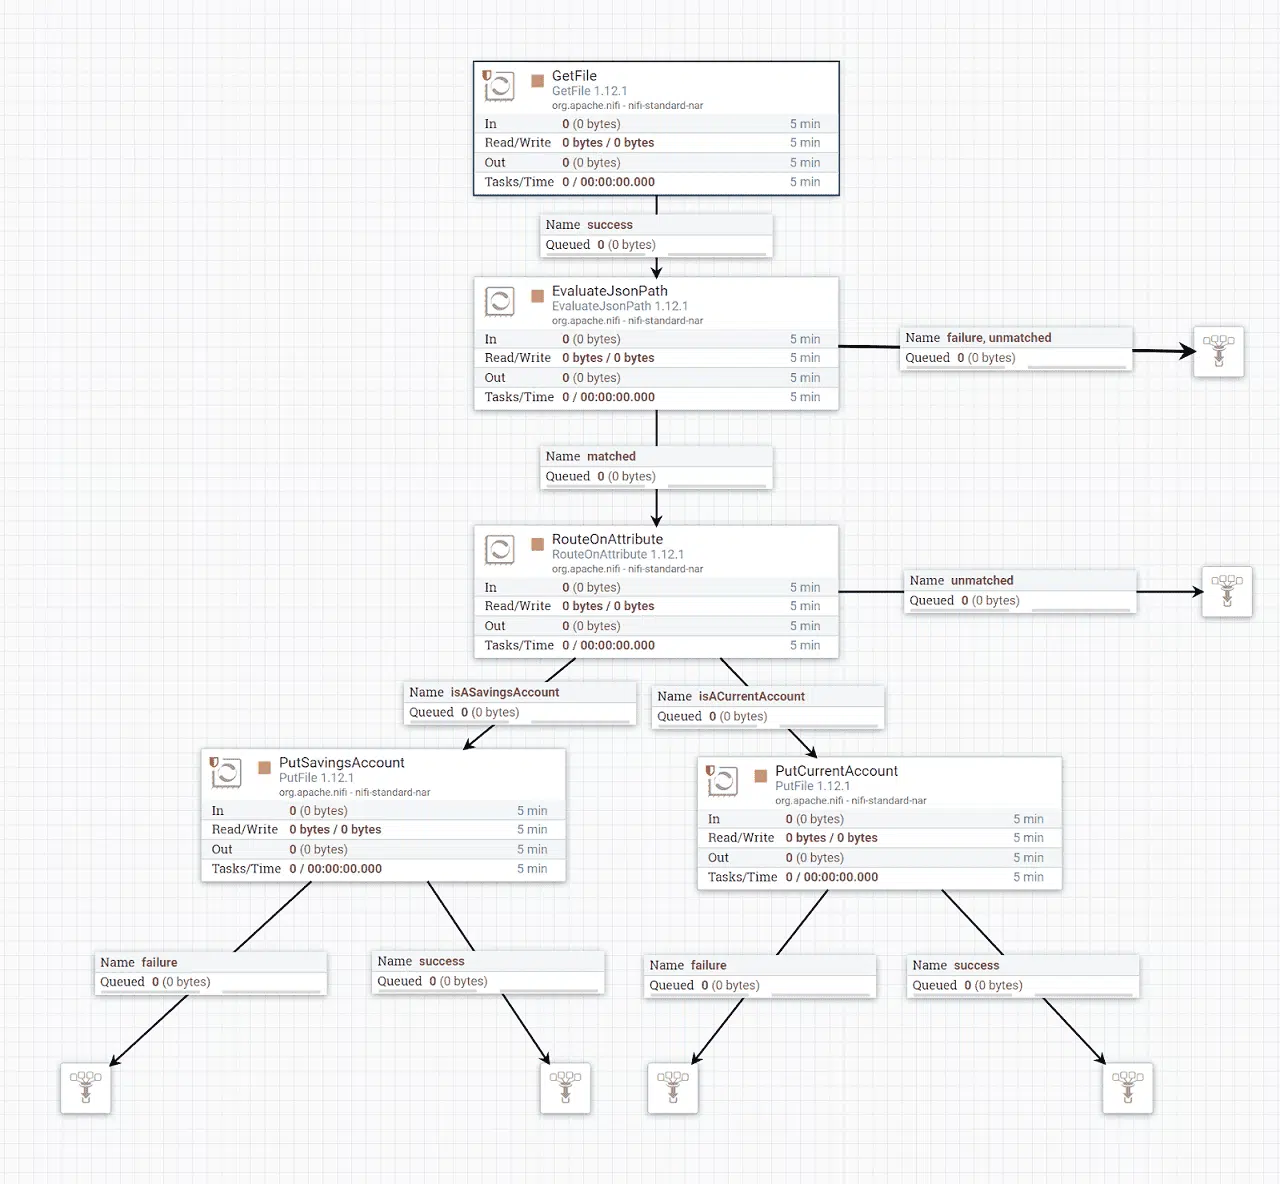 GetFile
GetFile 1.12.1
org.apache.nifi - nifi-standard-nar
In 0 (0 bytes) 5 min
Read/Write 0 bytes / 0 bytes 5 min
Out 0 (0 bytes) 5 min
Tasks/Time 0 / 00:00:00.000 5 min
Name success
Queued 0 (0 bytes)
EvaluateJsonPath
EvaluateJsonPath 1.12.1
org.apache.nifi - nifi-standard-nar
In 0 (0 bytes) 5 min
Read/Write 0 bytes / 0 bytes 5 min
Out 0 (0 bytes) 5 min
Tasks/Time 0 / 00:00:00.000 5 min
Name failure, unmatched
Queued 0 (0 bytes)
Name matched
Queued 0 (0 bytes)
RouteOnAttribute
RouteOnAttribute 1.12.1
org.apache.nifi - nifi-standard-nar
In 0 (0 bytes) 5 min
Read/Write 0 bytes / 0 bytes 5 min
Out 0 (0 bytes) 5 min
Tasks/Time 0 / 00:00:00.000 5 min
Name unmatched
Queued 0 (0 bytes)
Name isASavingsAccount
Queued 0 (0 bytes)
Name isACurrentAccount
Queued 0 (0 bytes)
PutSavingsAccount
PutFile 1.12.1
org.apache.nifi - nifi-standard-nar
In 0 (0 bytes) 5 min
Read/Write 0 bytes / 0 bytes 5 min
Out 0 (0 bytes) 5 min
Tasks/Time 0 / 00:00:00.000 5 min
PutCurrentAccount
PutFile 1.12.1
org.apache.nifi - nifi-standard-nar
In 0 (0 bytes) 5 min
Read/Write 0 bytes / 0 bytes 5 min
Out 0 (0 bytes) 5 min
Tasks/Time 0 / 00:00:00.000 5 min
Name failure
Queued 0 (0 bytes)
Name success
Queued 0 (0 bytes)
Name failure
Queued 0 (0 bytes)
Name success
Queued 0 (0 bytes)